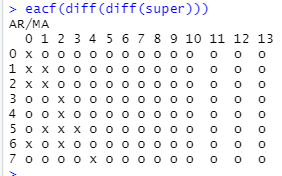 > eacf(diff(diff(super)))
AR/MA
  0 1 2 3 4 5 6 7 8 9 10 11 12 13
0 x o o o o o o o o o o  o  o  o
1 x x o o o o o o o o o  o  o  o
2 x x o o o o o o o o o  o  o  o
3 o o x o o o o o o o o  o  o  o
4 o o x o o o o o o o o  o  o  o
5 o x x x o o o o o o o  o  o  o
6 x o x o o o o o o o o  o  o  o
7 o o o o x o o o o o o  o  o  o
>